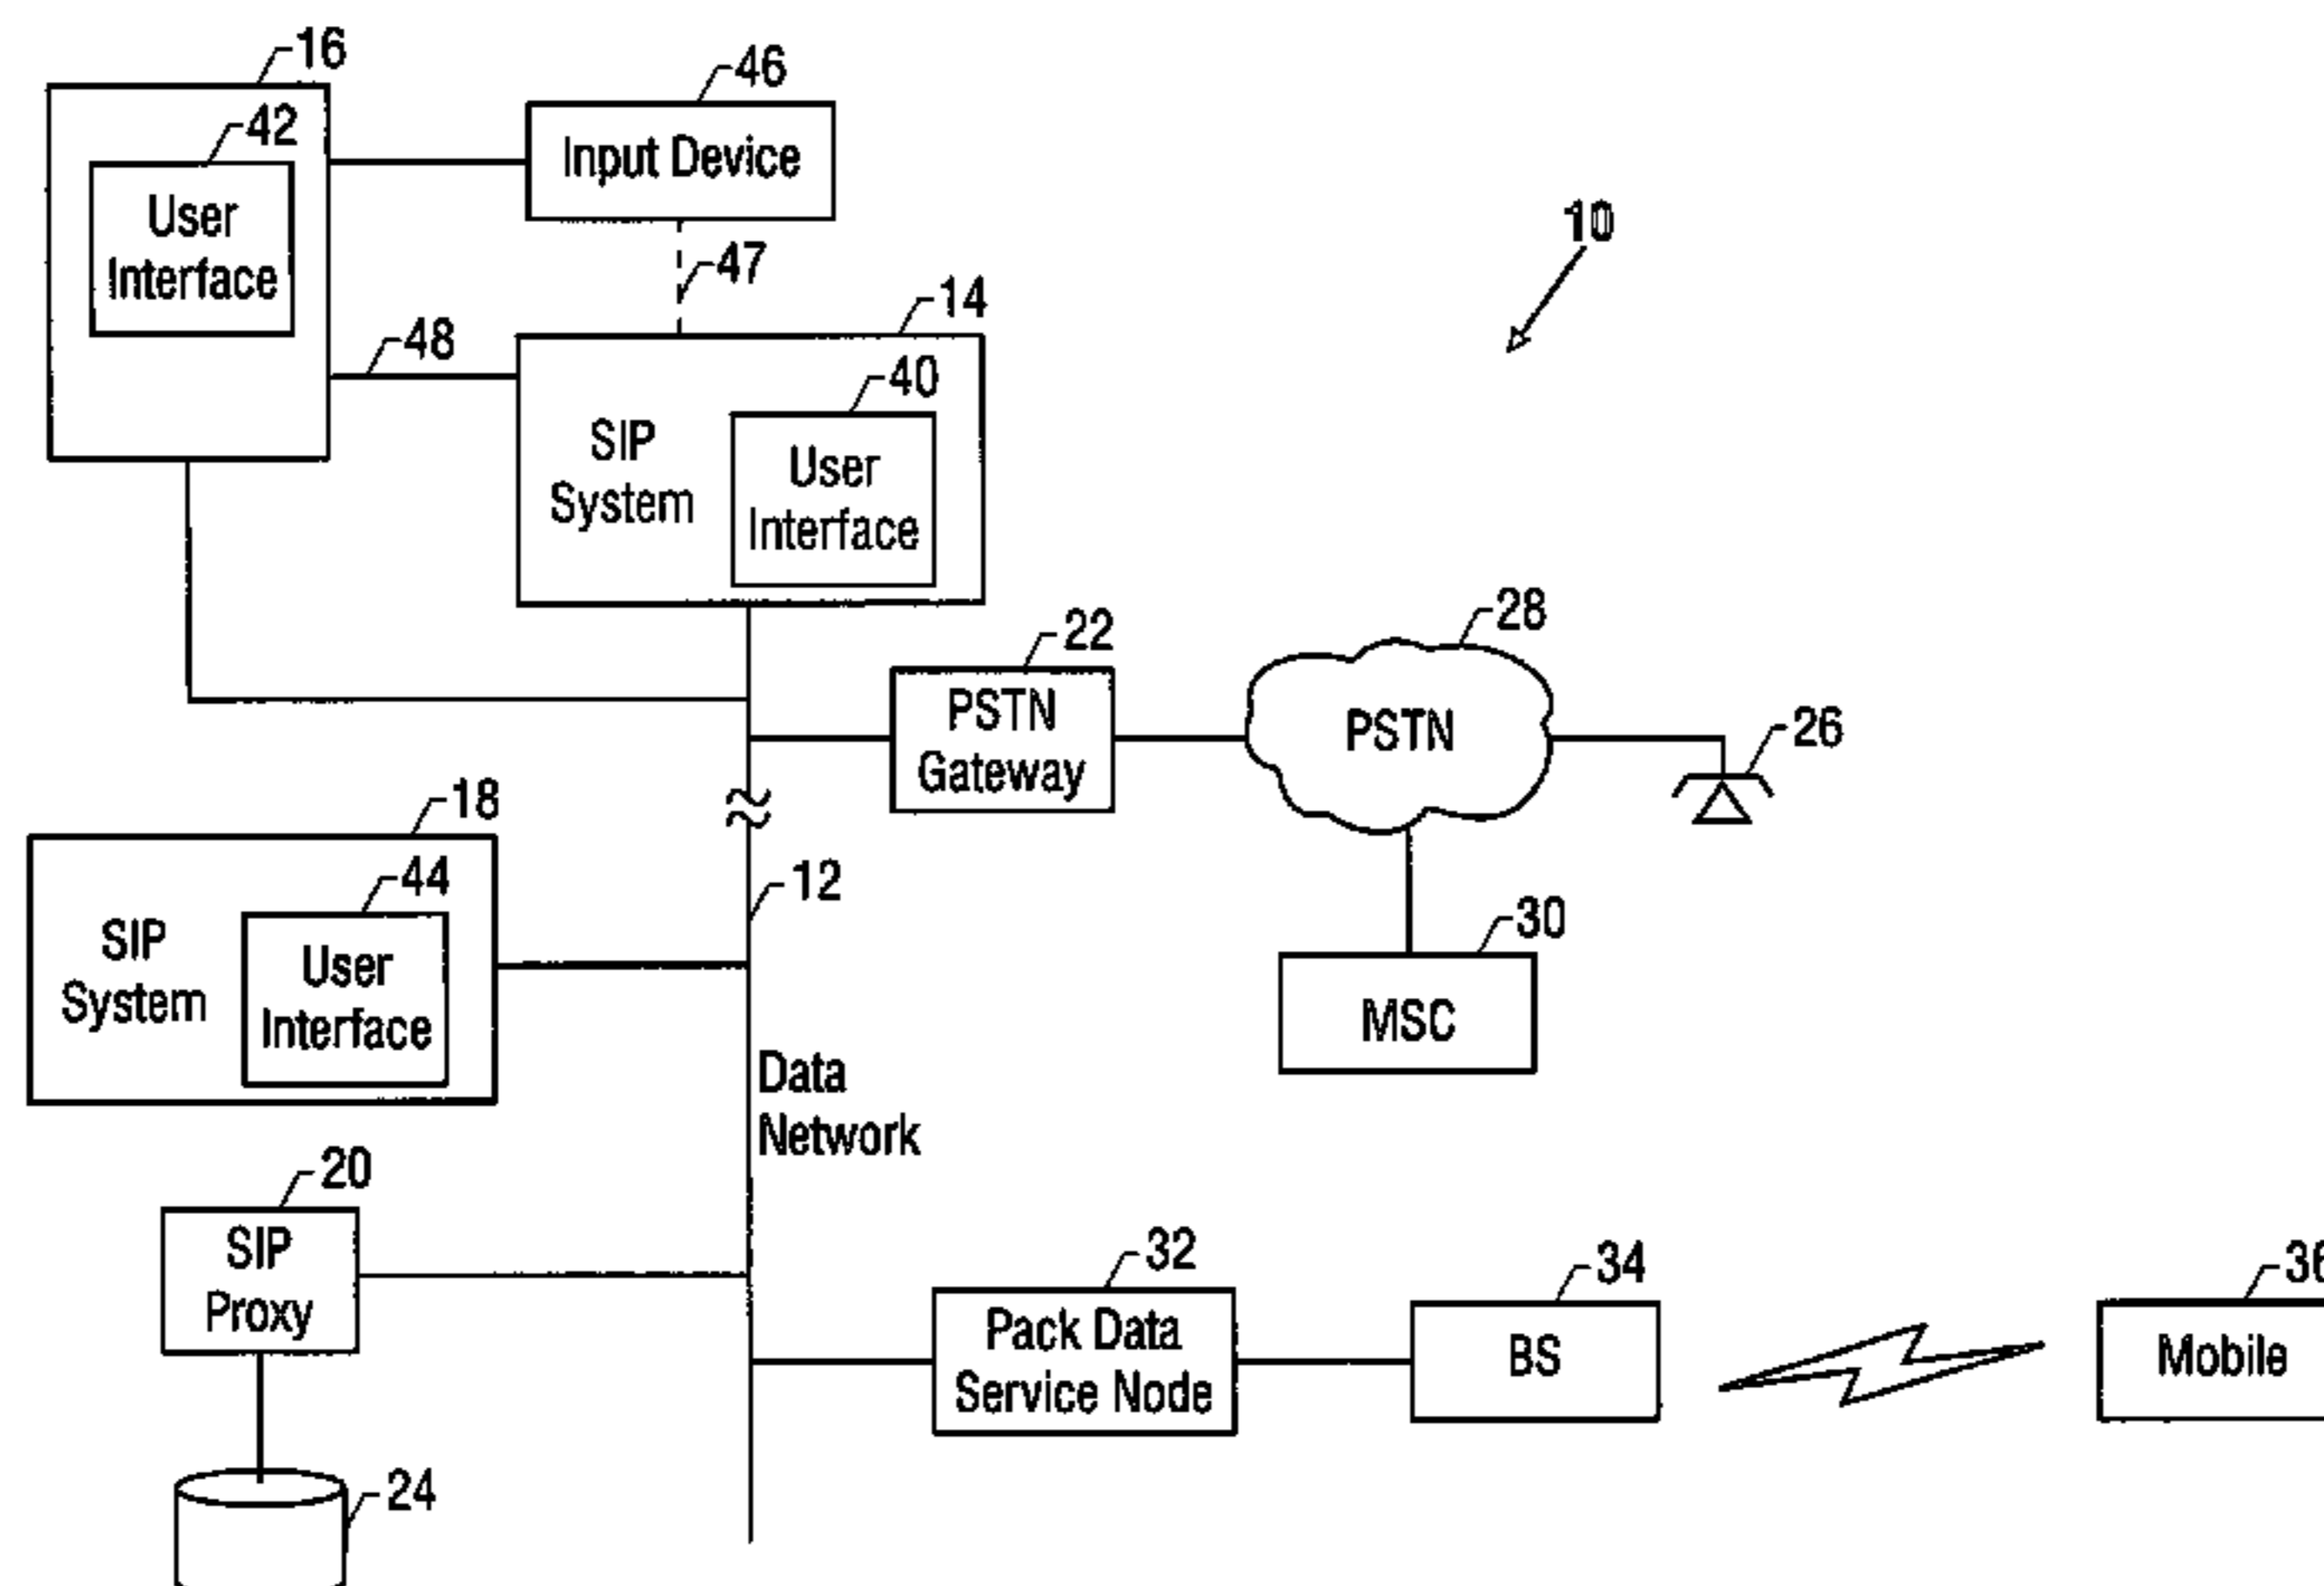 16
42
User
Interface
46
Input Device
47
48
14
SIP
System
40
User
Interface
10
22
PSTN
Gateway
28
PSTN
26
30
MSC
18
SIP
System
44
User
Interface
12
Data
Network
20
SIP
Proxy
24
32
Pack Data
Service Node
34
BS
36
Mobile